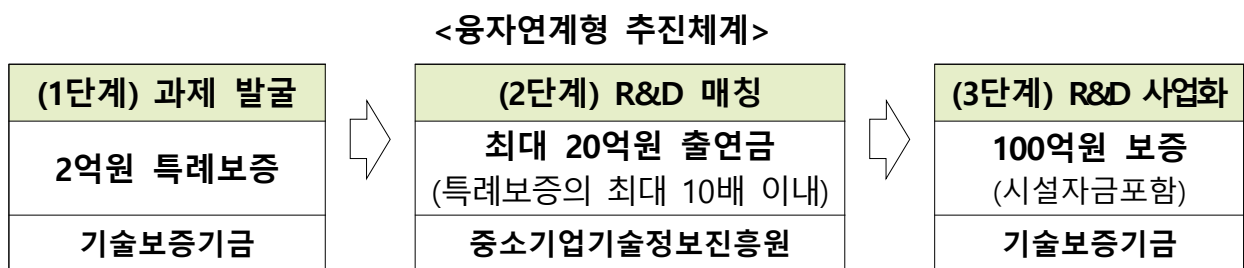 <융자연계형 추진체계>
(1단계) 과제 발굴
2억원 특례보증
기술보증기금
(2단계) R&D 매칭
최대 20억원 출연금
(특례보증의 최대 10배 이내)
중소기업기술정보진흥원
(3단계) R&D 사업화
100억원 보증
(시설자금포함)
기술보증기금